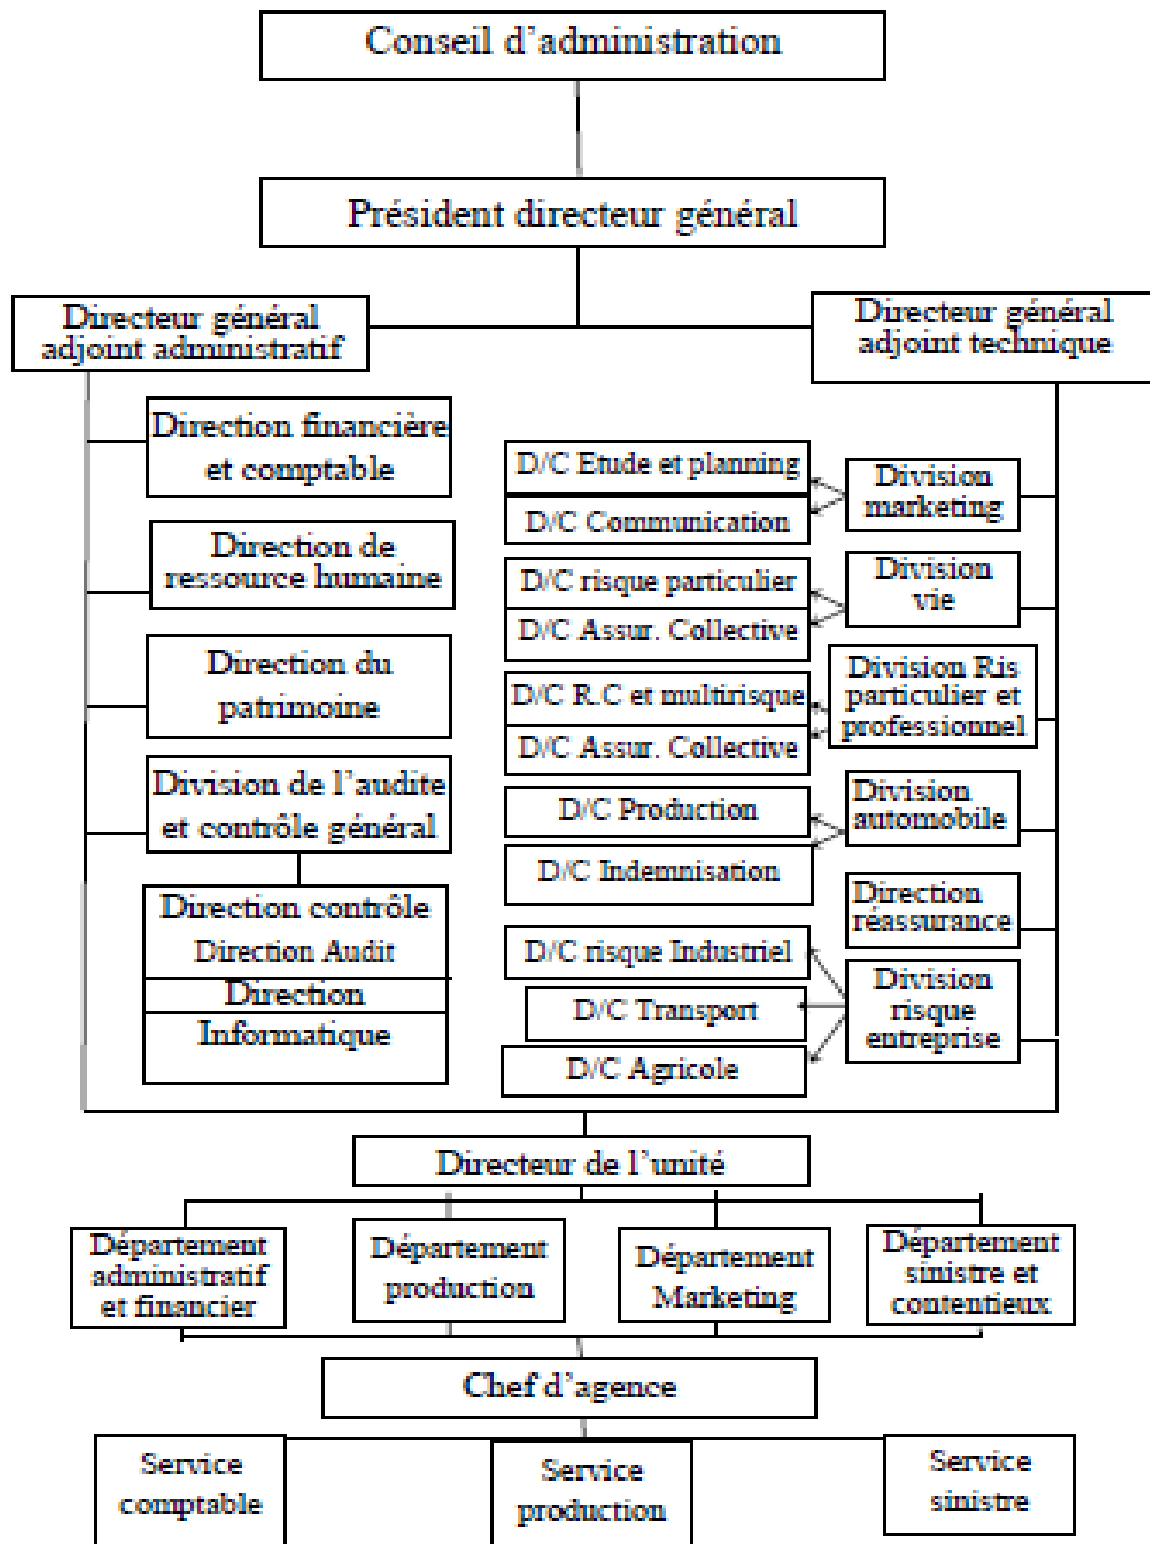 Conseil d'administration
Président directeur général
Directeur général
adjoint administratif
Directeur général
adjoint technique
Direction financière
et comptable
Direction de
ressource humaine
Direction du
patrimoine
Division de l'audite
et contrôle général
Direction contrôle
Direction Audit
Direction
Informatique
D/C Etude et planning
D/C Communication
Division
marketing
D/C risque particulier
D/C Assur. Collective
Division
vie
D/C R.C et multirisque
D/C Assur. Collective
Division Ris
particulier et
professionnel
D/C Production
D/C Indemnisation
Division
automobile
Direction
réassurance
D/C risque Industriel
D/C Transport
D/C Agricole
Division
risque
entreprise
Directeur de l'unité
Département
administratif
et financier
Département
production
Département
Marketing
Département
sinistre et
contentieux
Chef d'agence
Service
comptable
Service
production
Service
sinistre